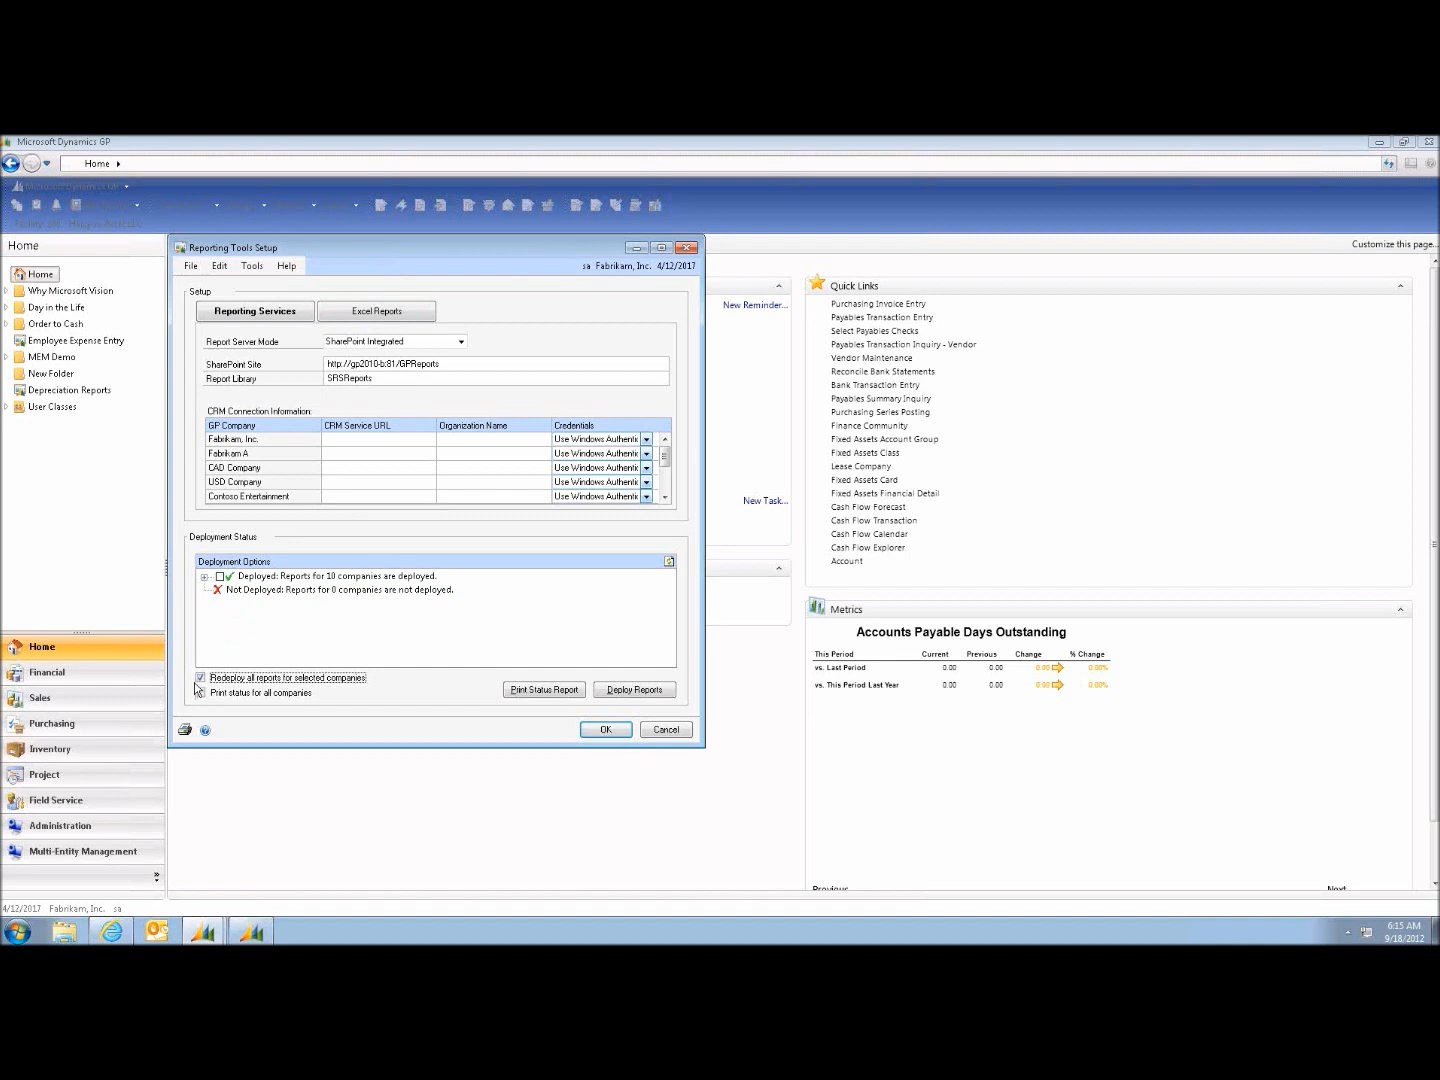 Microsoft Dynamics GP
Home
Microsoft Dynamics GP
Home
Customize this page...
Home
Why Microsoft Vision
Day in the Life
Order to Cash
Employee Expense Entry
MEM Demo
New Folder
Depreciation Reports
User Classes
Reporting Tools Setup
File Edit Tools Help
sa Fabrikam, Inc. 4/12/2017
Setup
Reporting Services
Excel Reports
Report Server Mode SharePoint Integrated
SharePoint Site http://gp2010-b:81/GPReports
Report Library SRSReports
CRM Connection Information:
GP Company CRM Service URL Organization Name Credentials
Fabrikam, Inc. Use Windows Authentic
Fabrikam A Use Windows Authentic
CAD Company Use Windows Authentic
USD Company Use Windows Authentic
Contoso Entertainment Use Windows Authentic
Deployment Status
Deployment Options
Deployed: Reports for 10 companies are deployed.
Not Deployed: Reports for 0 companies are not deployed.
Redeploy all reports for selected companies
Print status for all companies
Print Status Report
Deploy Reports
OK
Cancel
New Reminder...
New Task...
Quick Links
Purchasing Invoice Entry
Payables Transaction Entry
Select Payables Checks
Payables Transaction Inquiry - Vendor
Vendor Maintenance
Reconcile Bank Statements
Bank Transaction Entry
Payables Summary Inquiry
Purchasing Series Posting
Finance Community
Fixed Assets Account Group
Fixed Assets Class
Lease Company
Fixed Assets Card
Fixed Assets Financial Detail
Cash Flow Forecast
Cash Flow Transaction
Cash Flow Calendar
Cash Flow Explorer
Account
Metrics
Accounts Payable Days Outstanding
This Period Current Previous Change % Change
vs. Last Period 0.00 0.00 0.00 0.00%
vs. This Period Last Year 0.00 0.00 0.00 0.00%
Previous Next
Home
Financial
Sales
Purchasing
Inventory
Project
Field Service
Administration
Multi-Entity Management
4/12/2017 Fabrikam, Inc. sa
6:15 AM
9/18/2012